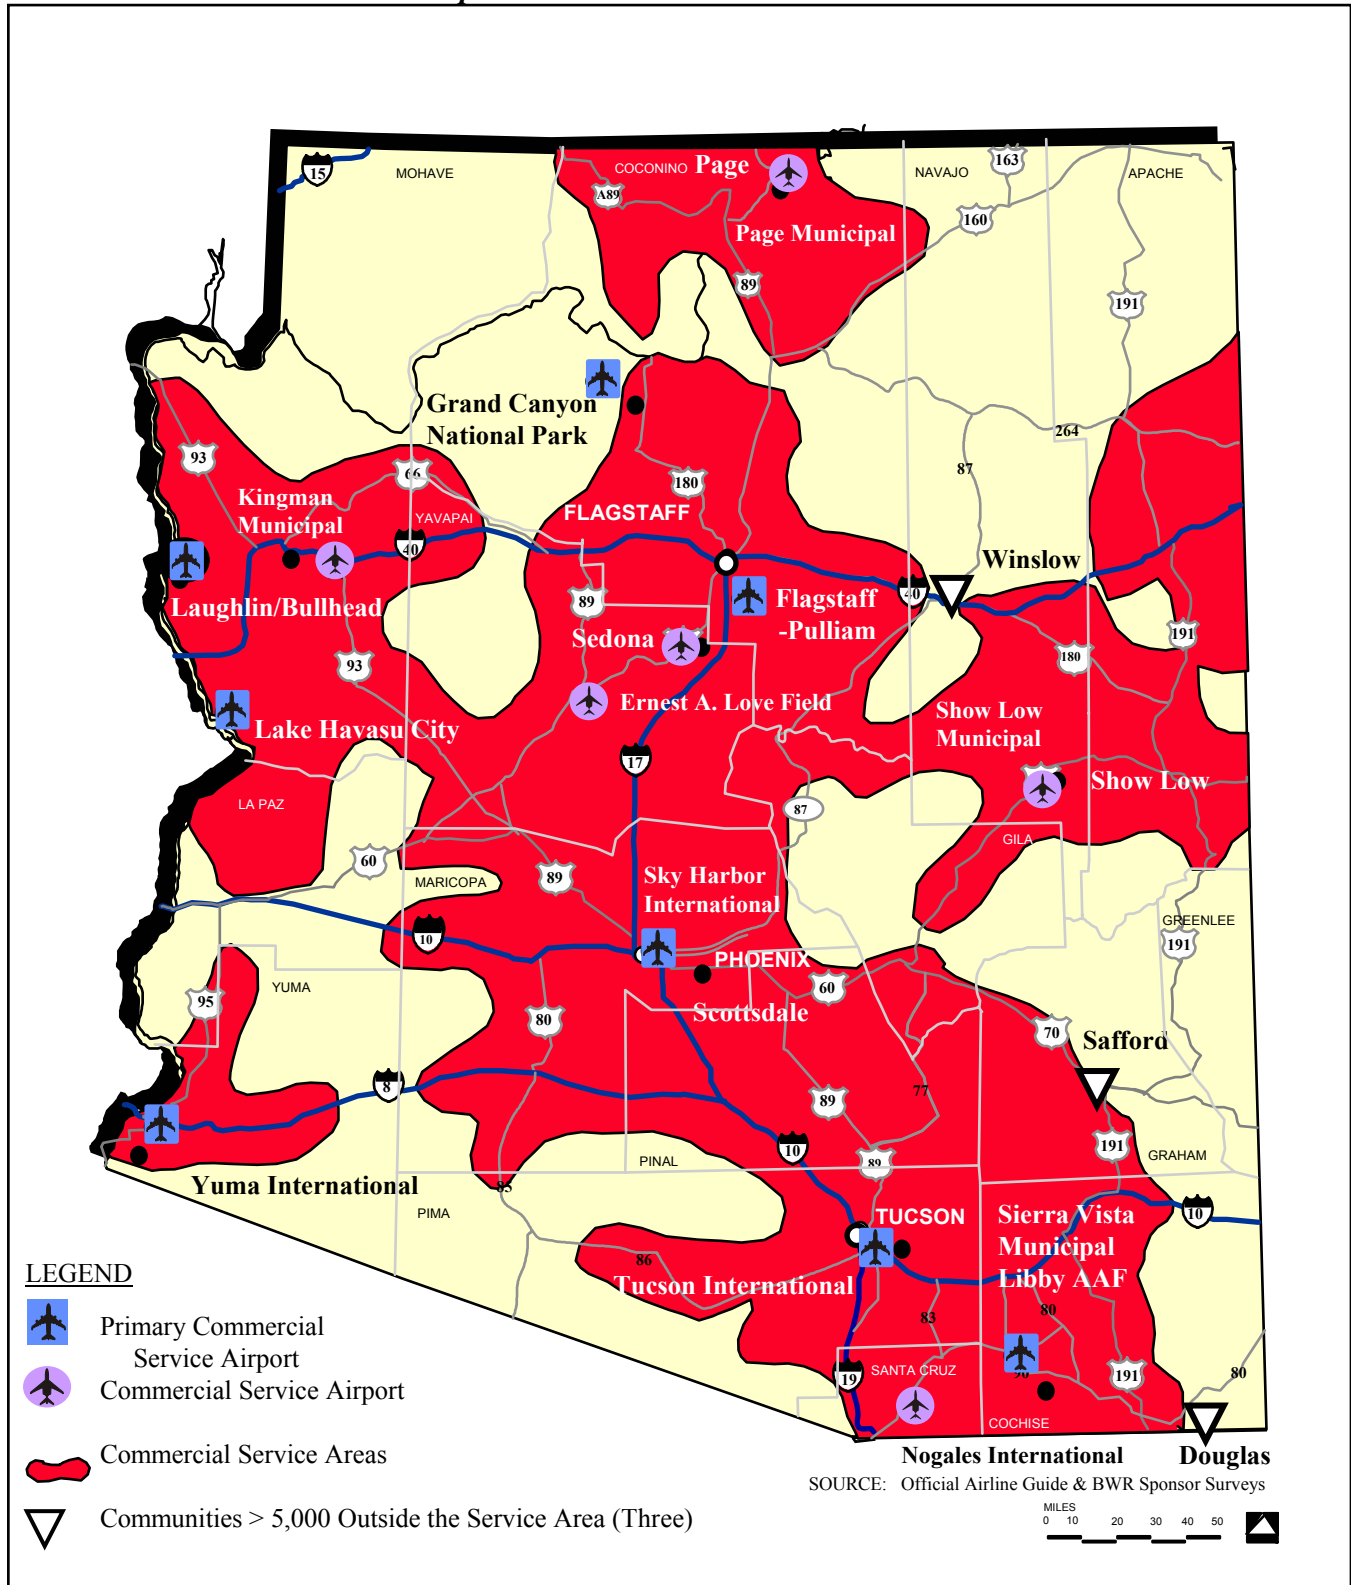 MOHAVE
COCONINO
Page
NAVAJO
APACHE
15
A89
163
160
Page Municipal
89
191
Grand Canyon
National Park
264
87
93
66
180
Kingman
Municipal
YAVAPAI
FLAGSTAFF
40
Winslow
Laughlin/Bullhead
89
40
Flagstaff
-Pulliam
Sedona
191
180
93
Ernest A. Love Field
Show Low
Municipal
Lake Havasu City
17
Show Low
LA PAZ
87
GILA
60
MARICOPA
89
Sky Harbor
International
GREENLEE
10
191
PHOENIX
YUMA
95
60
Scottsdale
80
70
Safford
8
77
89
10
191
PINAL
89
GRAHAM
Yuma International
85
PIMA
TUCSON
Sierra Vista
Municipal
Libby AAF
10
86
Tucson International
LEGEND
83
80
Primary Commercial
Service Airport
Commercial Service Airport
19
SANTA CRUZ
90
191
80
COCHISE
Commercial Service Areas
Nogales International
Douglas
SOURCE: Official Airline Guide & BWR Sponsor Surveys
Communities > 5,000 Outside the Service Area (Three)
MILES
0 10 20 30 40 50